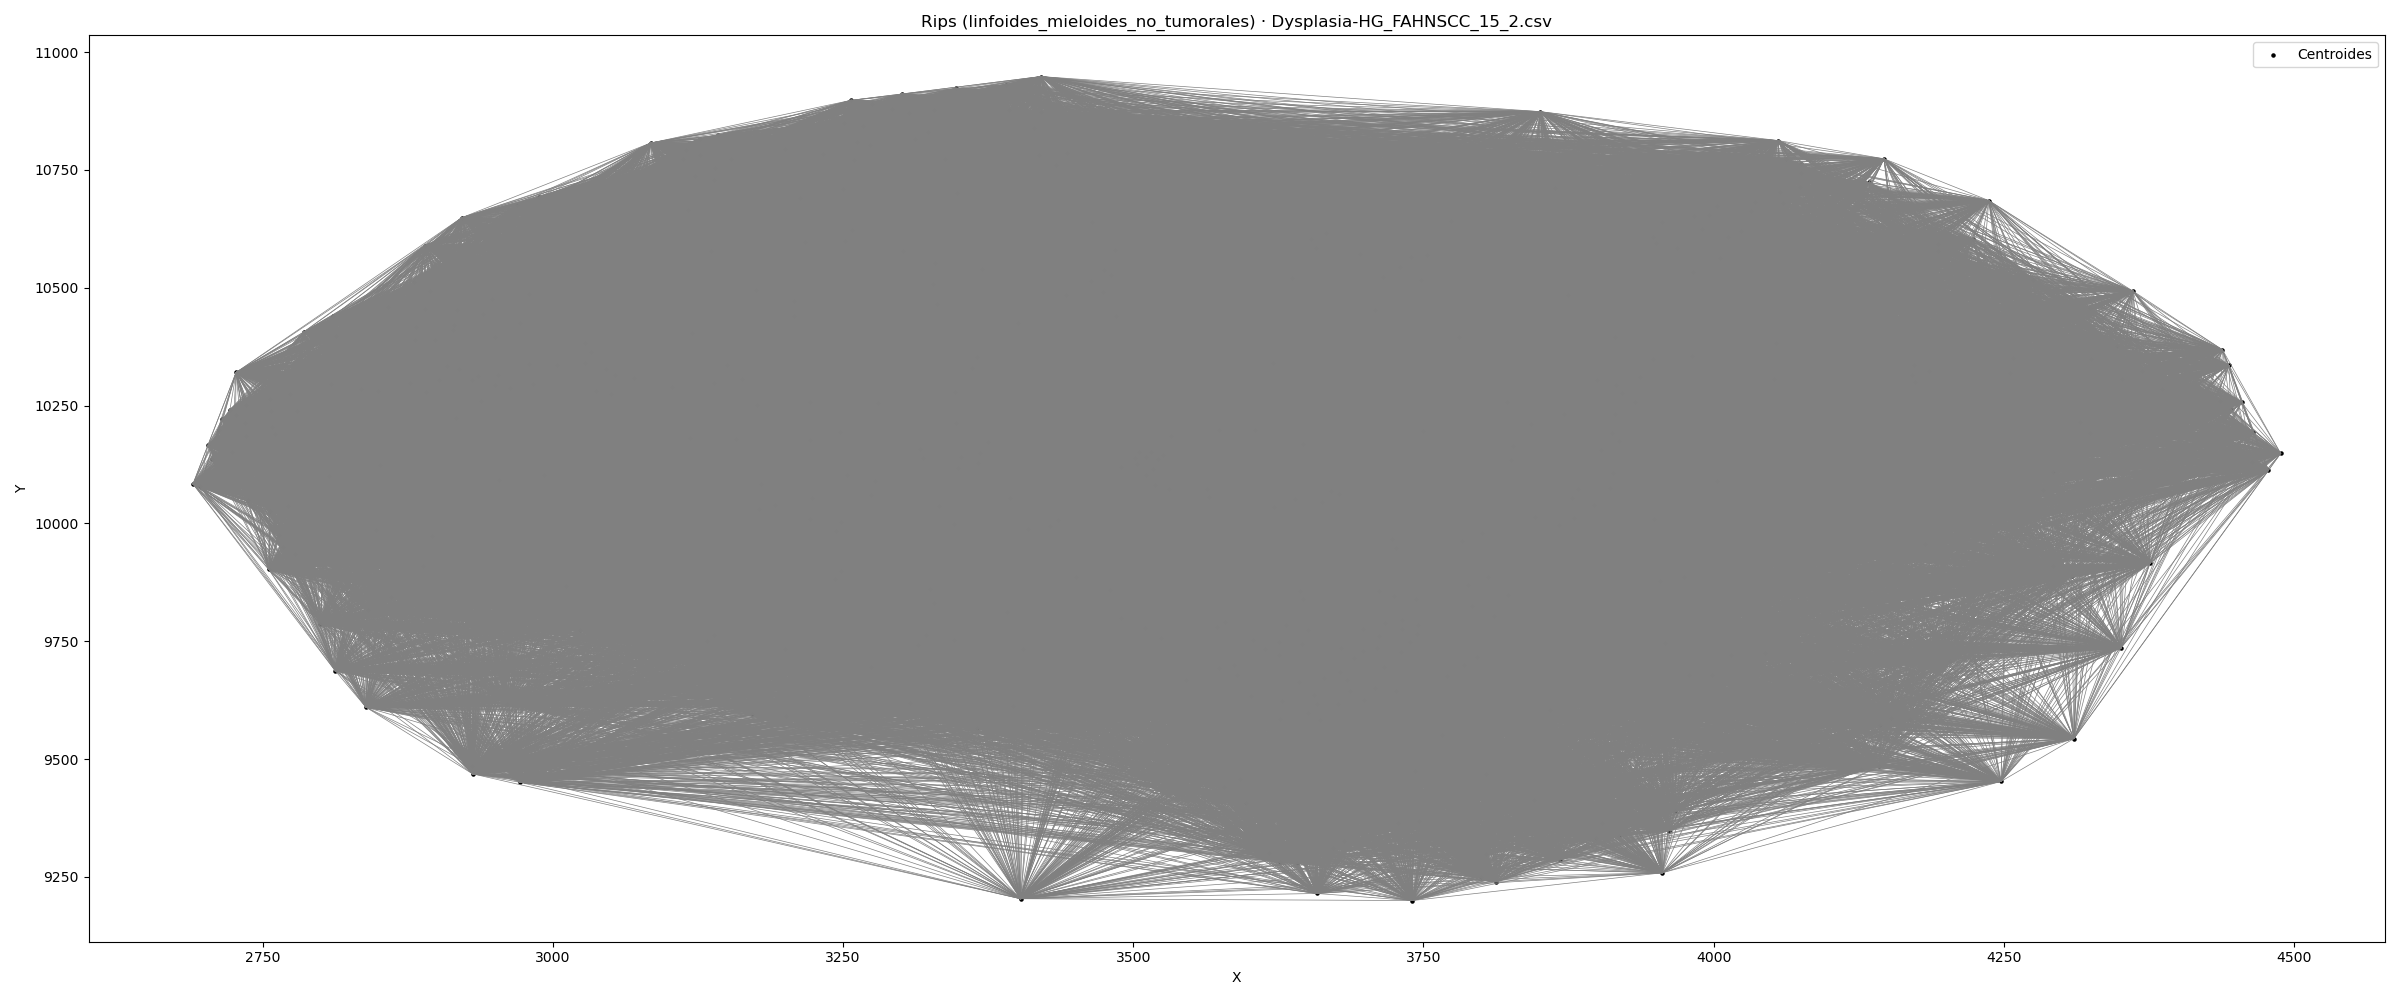 Rips (linfoides_mieloides_no_tumorales) · Dysplasia-HG_FAHNSCC_15_2.csv
Centroides
11000
10750
10500
10250
10000
9750
9500
9250
Y
2750 3000 3250 3500 3750 4000 4250 4500
X